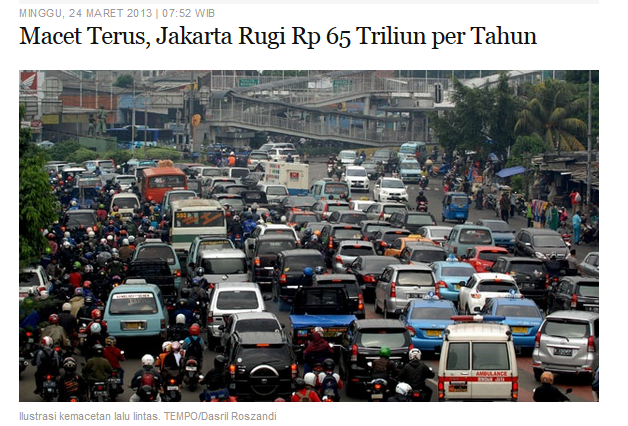 MINGGU, 24 MARET 2013 | 07:52 WIB
Macet Terus, Jakarta Rugi Rp 65 Triliun per Tahun
AMBULANCE
Ilustrasi kemacetan lalu lintas. TEMPO/Dasril Roszandi